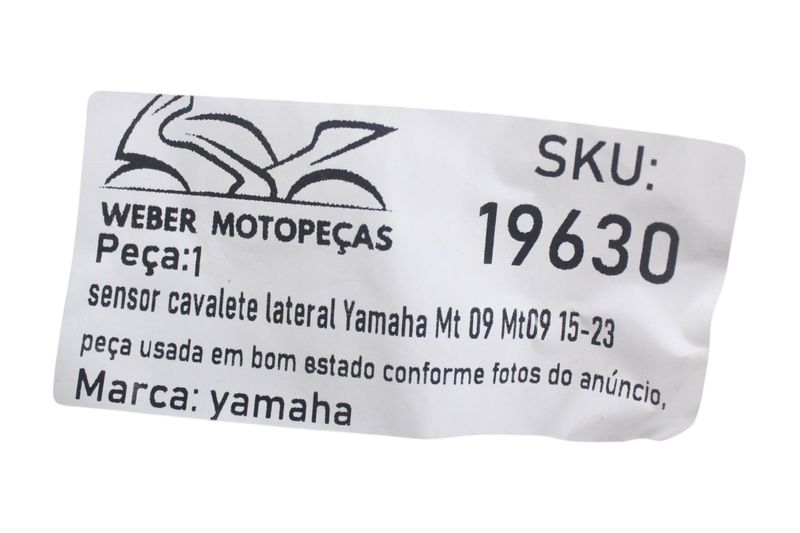 WEBER MOTOPEÇAS
SKU:
19630
Peça:1
sensor cavalete lateral Yamaha Mt 09 Mt09 15-23
peça usada em bom estado conforme fotos do anúncio,
Marca: yamaha